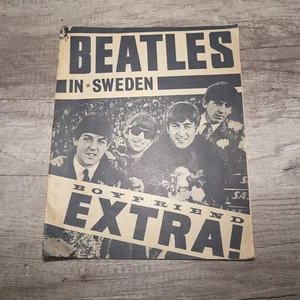 BEATLES
IN-SWEDEN
BOYFRIEND
EXTRA!